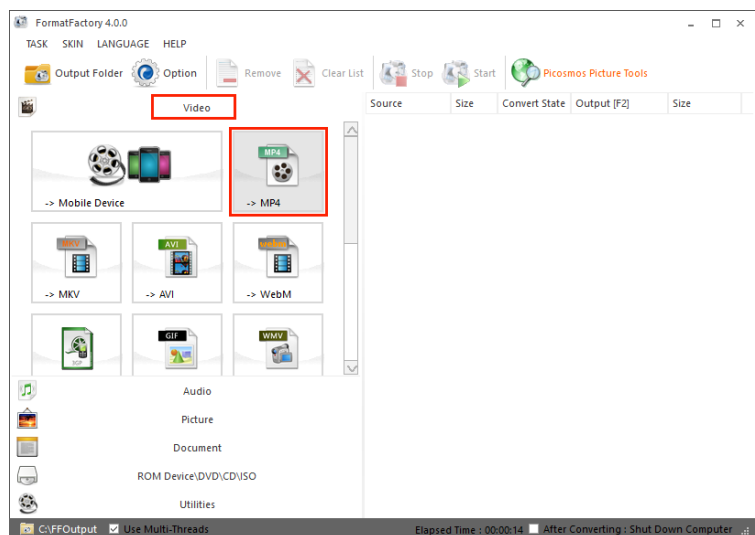 FormatFactory 4.0.0
TASK SKIN LANGUAGE HELP
Output Folder Option Remove Clear List Stop Start Picosmos Picture Tools
Video
Source Size Convert State Output [F2] Size
MP4
-> Mobile Device -> MP4
MKV AVI webm
-> MKV -> AVI -> WebM
3GP GIF WMV
Audio
Picture
Document
ROM Device\DVD\CD\ISO
Utilities
C:\FFOutput Use Multi-Threads Elapsed Time : 00:00:14 After Converting : Shut Down Computer